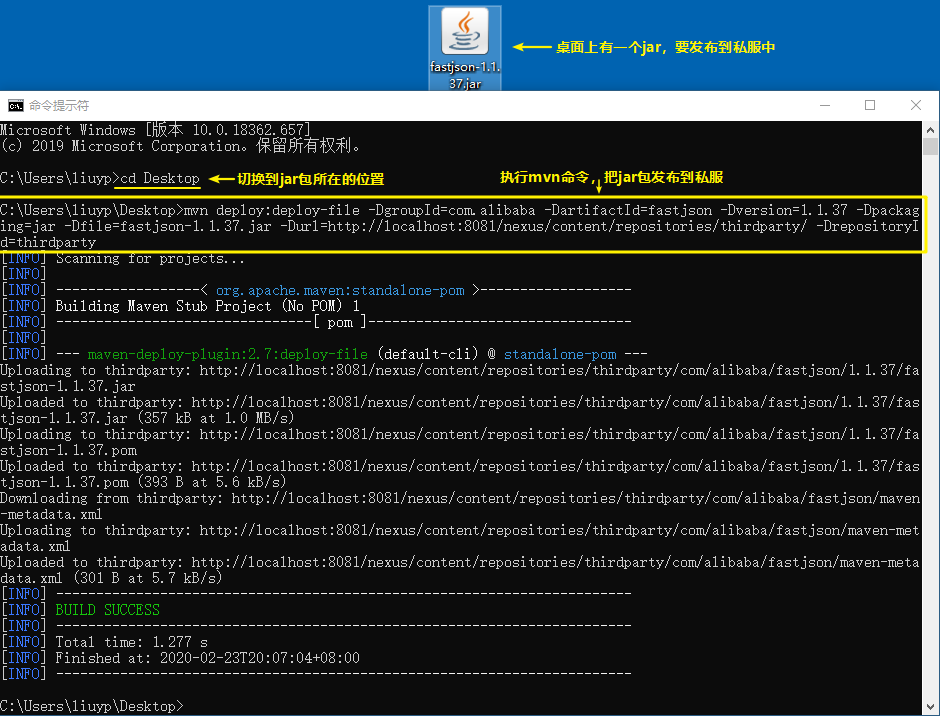 fastjson-1.1.
37.jar
桌面上有一个jar，要发布到私服中
命令提示符
Microsoft Windows [版本 10.0.18362.657]
(c) 2019 Microsoft Corporation。保留所有权利。
C:\Users\liuyp>cd Desktop
切换到jar包所在的位置
执行mvn命令，把jar包发布到私服
C:\Users\liuyp\Desktop>mvn deploy:deploy-file -DgroupId=com.alibaba -DartifactId=fastjson -Dversion=1.1.37 -Dpackag
ing=jar -Dfile=fastjson-1.1.37.jar -Durl=http://localhost:8081/nexus/content/repositories/thirdparty/ -DrepositoryI
d=thirdparty
[INFO] Scanning for projects...
[INFO]
[INFO] ------------------< org.apache.maven:standalone-pom >-------------------
[INFO] Building Maven Stub Project (No POM) 1
[INFO] --------------------------------[ pom ]---------------------------------
[INFO]
[INFO] --- maven-deploy-plugin:2.7:deploy-file (default-cli) @ standalone-pom ---
Uploading to thirdparty: http://localhost:8081/nexus/content/repositories/thirdparty/com/alibaba/fastjson/1.1.37/fa
stjson-1.1.37.jar
Uploaded to thirdparty: http://localhost:8081/nexus/content/repositories/thirdparty/com/alibaba/fastjson/1.1.37/fas
tjson-1.1.37.jar (357 kB at 1.0 MB/s)
Uploading to thirdparty: http://localhost:8081/nexus/content/repositories/thirdparty/com/alibaba/fastjson/1.1.37/fa
stjson-1.1.37.pom
Uploaded to thirdparty: http://localhost:8081/nexus/content/repositories/thirdparty/com/alibaba/fastjson/1.1.37/fas
tjson-1.1.37.pom (393 B at 5.6 kB/s)
Downloading from thirdparty: http://localhost:8081/nexus/content/repositories/thirdparty/com/alibaba/fastjson/maven
-metadata.xml
Uploading to thirdparty: http://localhost:8081/nexus/content/repositories/thirdparty/com/alibaba/fastjson/maven-met
adata.xml
Uploaded to thirdparty: http://localhost:8081/nexus/content/repositories/thirdparty/com/alibaba/fastjson/maven-meta
data.xml (301 B at 5.7 kB/s)
[INFO] ------------------------------------------------------------------------
[INFO] BUILD SUCCESS
[INFO] ------------------------------------------------------------------------
[INFO] Total time: 1.277 s
[INFO] Finished at: 2020-02-23T20:07:04+08:00
[INFO] ------------------------------------------------------------------------
C:\Users\liuyp\Desktop>